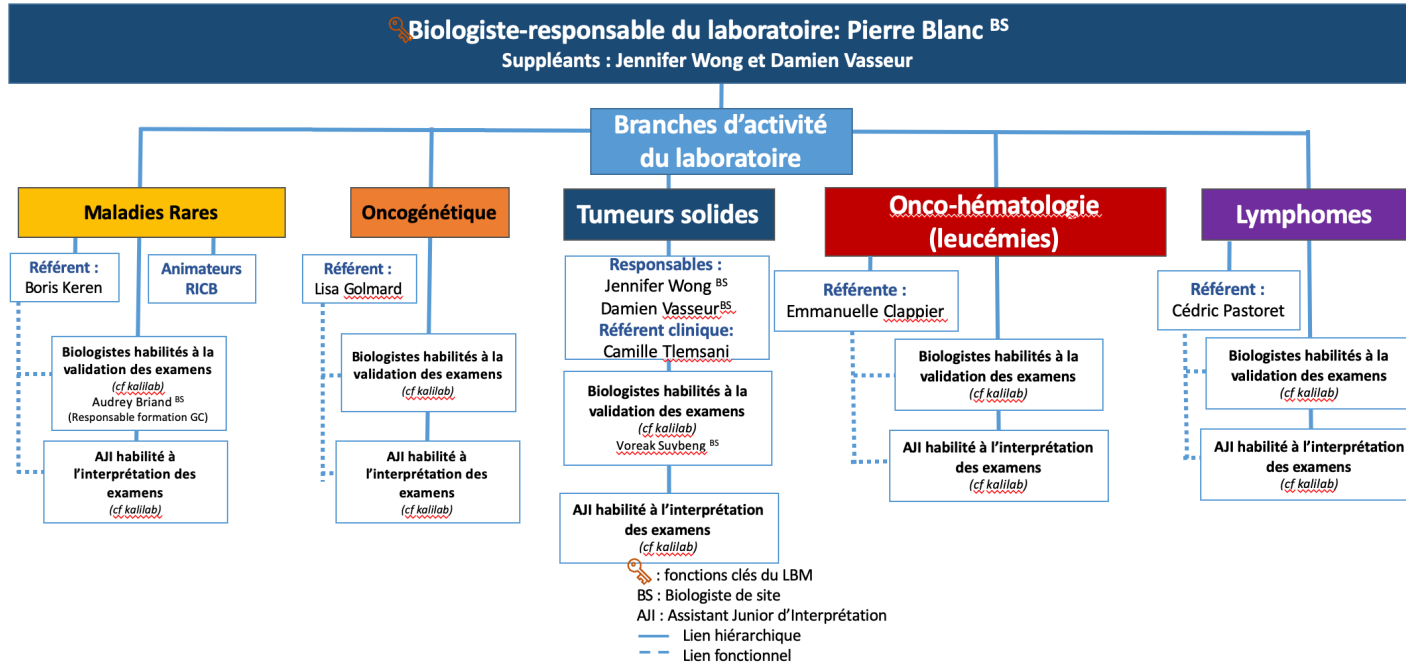 Biologiste-responsable du laboratoire: Pierre Blanc BS
Suppléants : Jennifer Wong et Damien Vasseur
Branches d’activité
du laboratoire
Maladies Rares
Référent :
Boris Keren
Animateurs
RICB
Biologistes habilités à la
validation des examens
(cf kalilab)
Audrey Briand BS
(Responsable formation GC)
AJI habilité à
l’interprétation des
examens
(cf kalilab)
Oncogénétique
Référent :
Lisa Golmard
Biologistes habilités à la
validation des examens
(cf kalilab)
AJI habilité à
l’interprétation des
examens
(cf kalilab)
Tumeurs solides
Responsables :
Jennifer Wong BS
Damien Vasseur BS
Référent clinique:
Camille Tlemsani
Biologistes habilités à la
validation des examens
(cf kalilab)
Voreak Suybeng BS
AJI habilité à l’interprétation
des examens
(cf kalilab)
Onco-hématologie
(leucémies)
Référente :
Emmanuelle Clappier
Biologistes habilités à la
validation des examens
(cf kalilab)
AJI habilité à l’interprétation
des examens
(cf kalilab)
Lymphomes
Référent :
Cédric Pastoret
Biologistes habilités à la
validation des examens
(cf kalilab)
AJI habilité à l’interprétation
des examens
(cf kalilab)
: fonctions clés du LBM
BS : Biologiste de site
AJI : Assistant Junior d’Interprétation
Lien hiérarchique
Lien fonctionnel